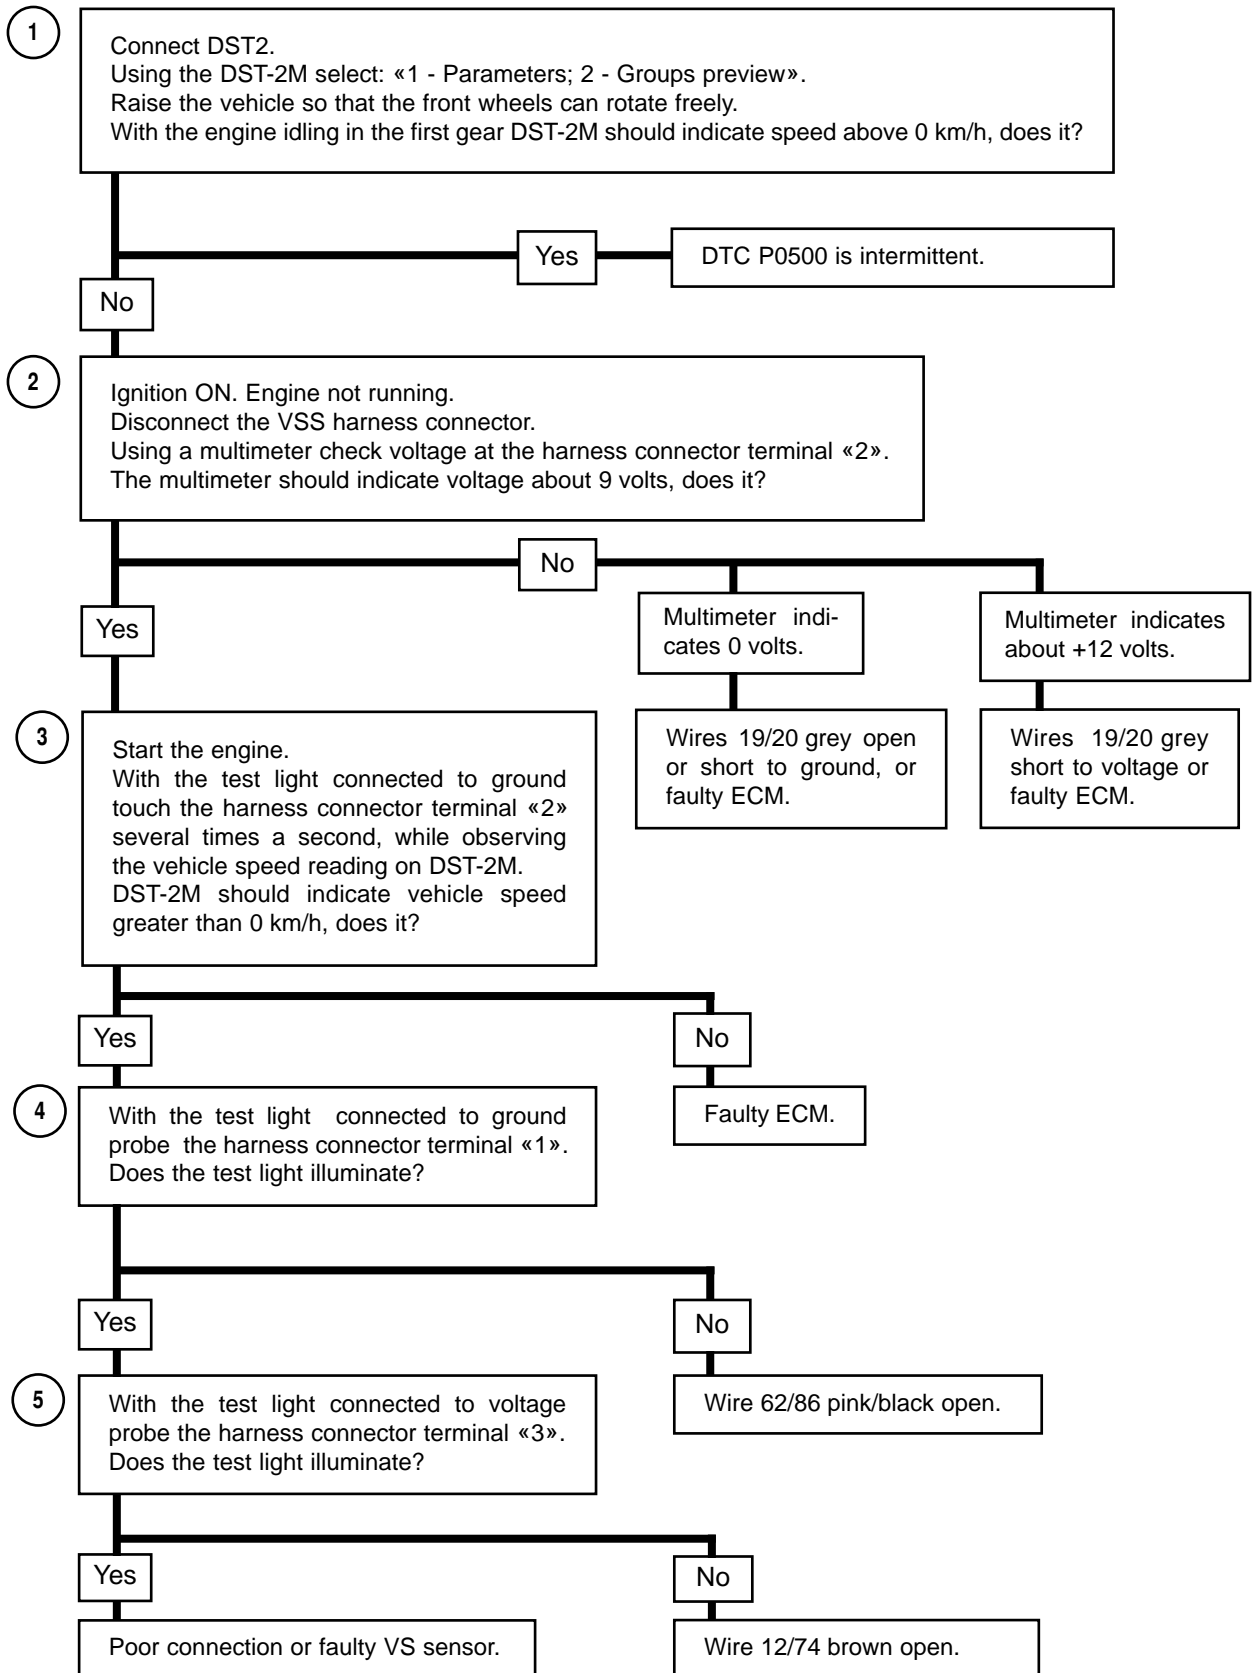 1
Connect DST2.
Using the DST-2M select: «1 - Parameters; 2 - Groups preview».
Raise the vehicle so that the front wheels can rotate freely.
With the engine idling in the first gear DST-2M should indicate speed above 0 km/h, does it?
Yes
DTC P0500 is intermittent.
No
2
Ignition ON. Engine not running.
Disconnect the VSS harness connector.
Using a multimeter check voltage at the harness connector terminal «2».
The multimeter should indicate voltage about 9 volts, does it?
No
Yes
Multimeter indi-
cates 0 volts.
Multimeter indicates
about +12 volts.
Wires 19/20 grey open
or short to ground, or
faulty ECM.
Wires 19/20 grey
short to voltage or
faulty ECM.
3
Start the engine.
With the test light connected to ground
touch the harness connector terminal «2»
several times a second, while observing
the vehicle speed reading on DST-2M.
DST-2M should indicate vehicle speed
greater than 0 km/h, does it?
Yes
No
4
With the test light connected to ground
probe the harness connector terminal «1».
Does the test light illuminate?
Faulty ECM.
Yes
No
5
With the test light connected to voltage
probe the harness connector terminal «3».
Does the test light illuminate?
Wire 62/86 pink/black open.
Yes
No
Poor connection or faulty VS sensor.
Wire 12/74 brown open.